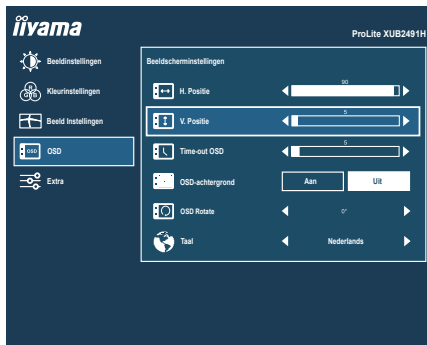 iiyama
ProLite XUB2491H
Beeldinstellingen
Kleurinstellingen
Beeld Instellingen
OSD
OSD
Extra
Beeldscherminstellingen
H. Positie
90
V. Positie
5
Time-out OSD
5
OSD-achtergrond
Aan
Uit
OSD Rotate
0°
Taal
Nederlands